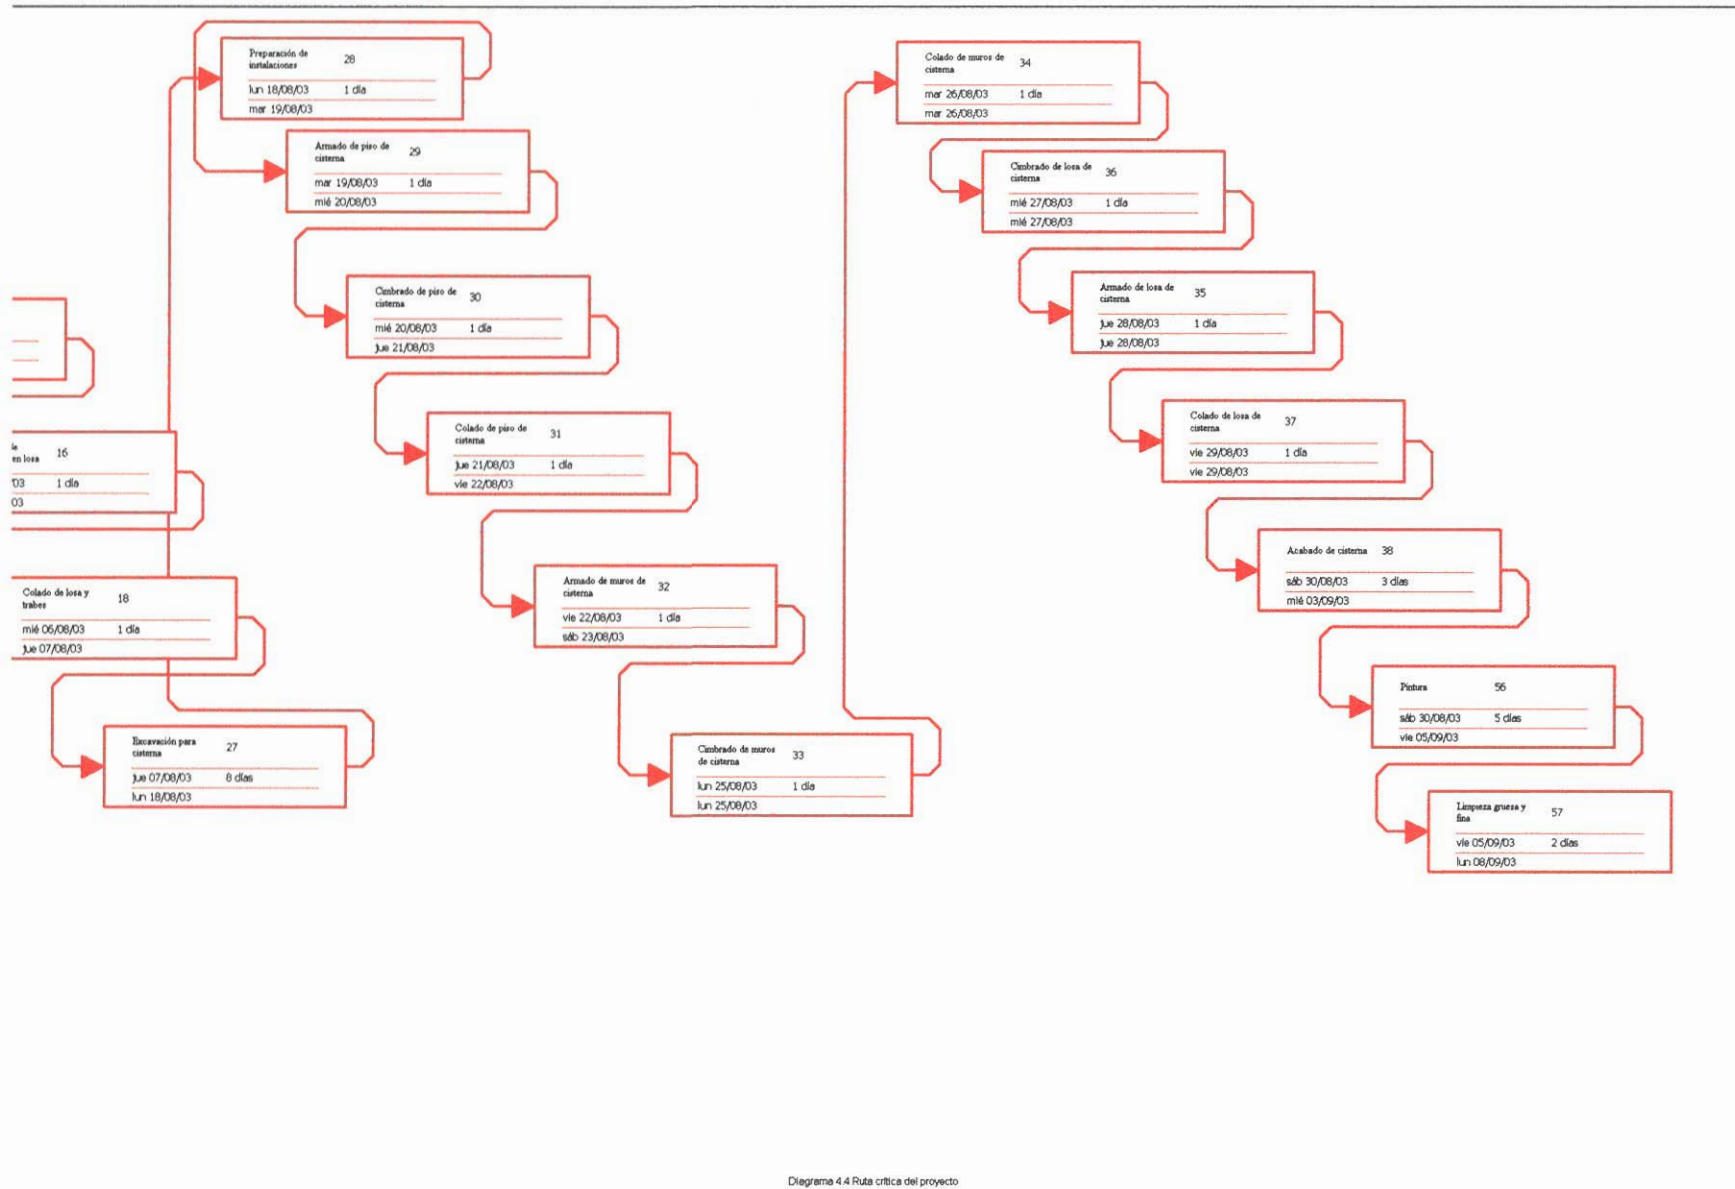 Preparación de
instalaciones
28
lun 18/08/03 1 día
mar 19/08/03
Armado de piso de
cisterna
29
mar 19/08/03 1 día
mié 20/08/03
Cimbrado de piso de
cisterna
30
mié 20/08/03 1 día
jue 21/08/03
Colado de piso de
cisterna
31
jue 21/08/03 1 día
vie 22/08/03
en losa
16
/03 1 día
03
Colado de losa y
trabes
18
mié 06/08/03 1 día
jue 07/08/03
Excavación para
cisterna
27
jue 07/08/03 8 días
lun 18/08/03
Armado de muros de
cisterna
32
vie 22/08/03 1 día
sáb 23/08/03
Cimbrado de muros
de cisterna
33
lun 25/08/03 1 día
lun 25/08/03
Colado de muros de
cisterna
34
mar 26/08/03 1 día
mar 26/08/03
Cimbrado de losa de
cisterna
36
mié 27/08/03 1 día
mié 27/08/03
Armado de losa de
cisterna
35
jue 28/08/03 1 día
jue 28/08/03
Colado de losa de
cisterna
37
vie 29/08/03 1 día
vie 29/08/03
Acabado de cisterna 38
sáb 30/08/03 3 días
mié 03/09/03
Pintura 56
sáb 30/08/03 5 días
vie 05/09/03
Limpieza gruesa y
fina
57
vie 05/09/03 2 días
lun 08/09/03
Diagrama 4.4 Ruta crítica del proyecto